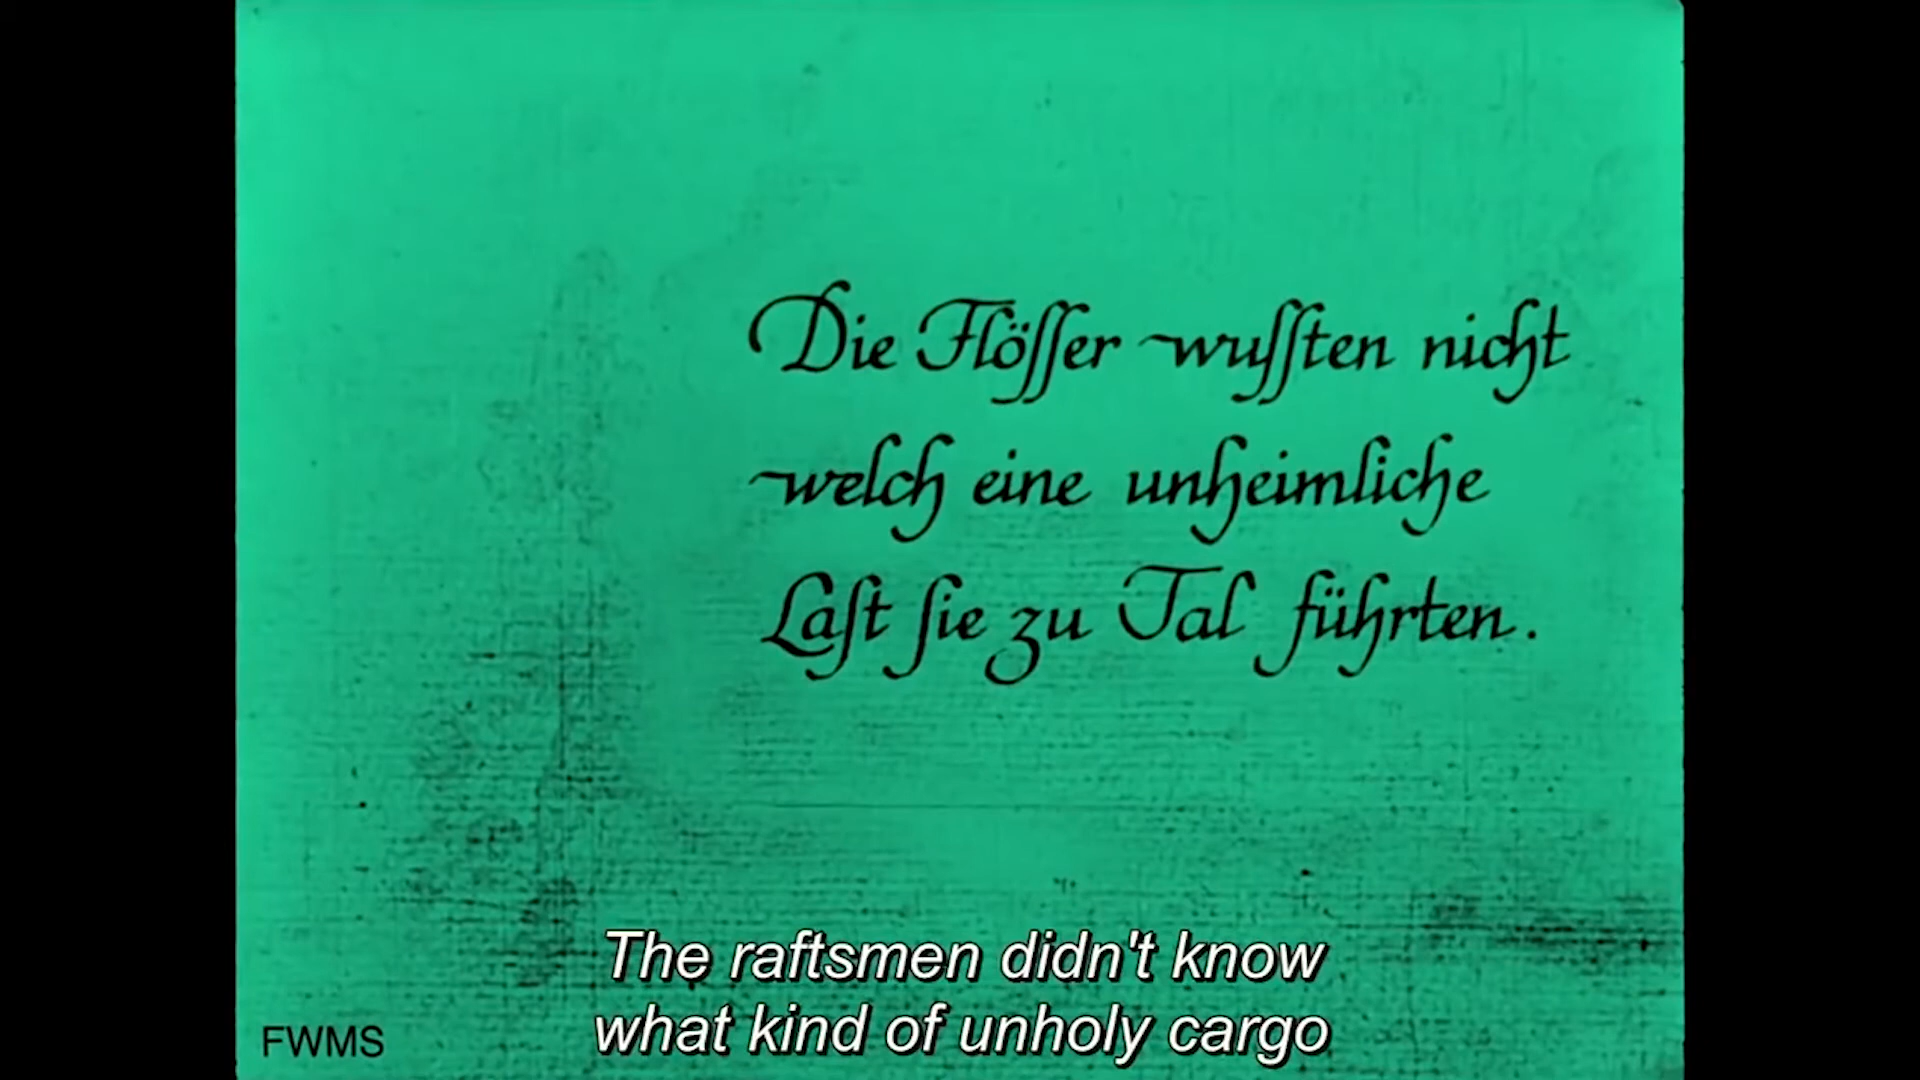 Die Flöſſer wuſſten nicht
welch eine unheimliche
Laſt ſie zu Tal führten.
The raftsmen didn't know
what kind of unholy cargo
FWMS